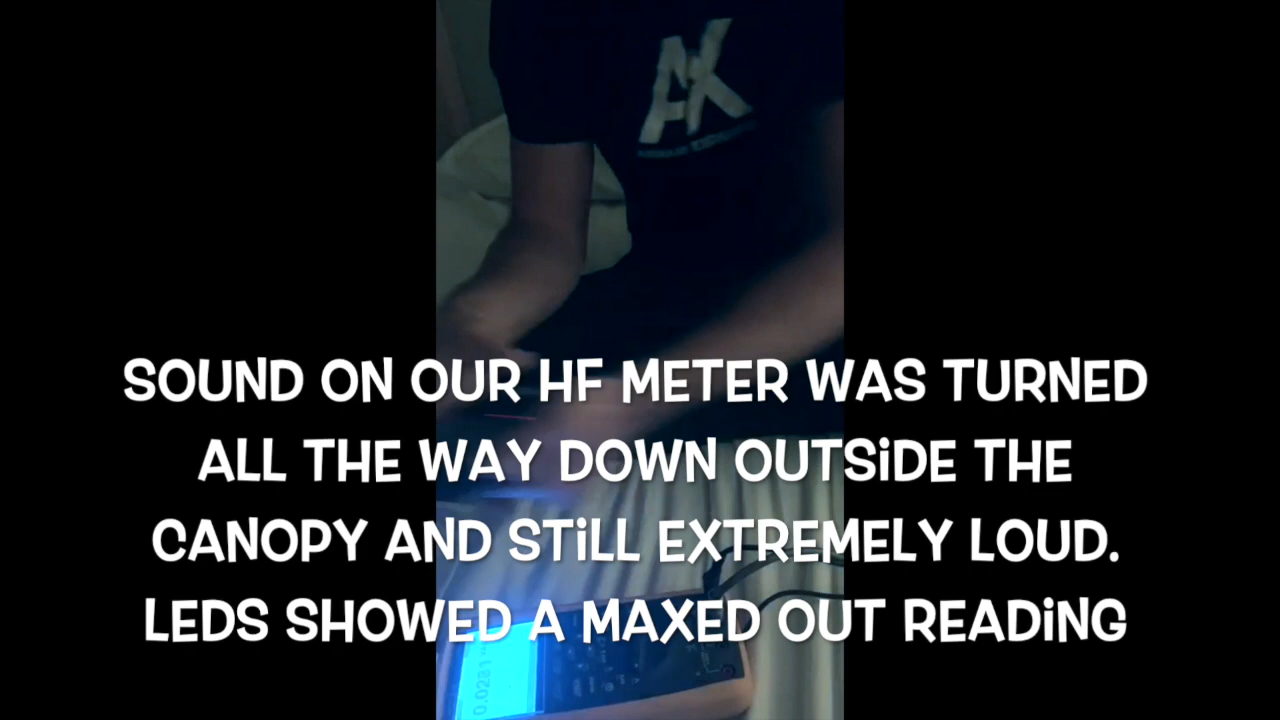 AK
SOUND ON OUR HF METER WAS TURNED
ALL THE WAY DOWN OUTSiDE THE
CANOPY AND STiLL EXTREMELY LOUD.
LEDS SHOWED A MAXED OUT READiNG